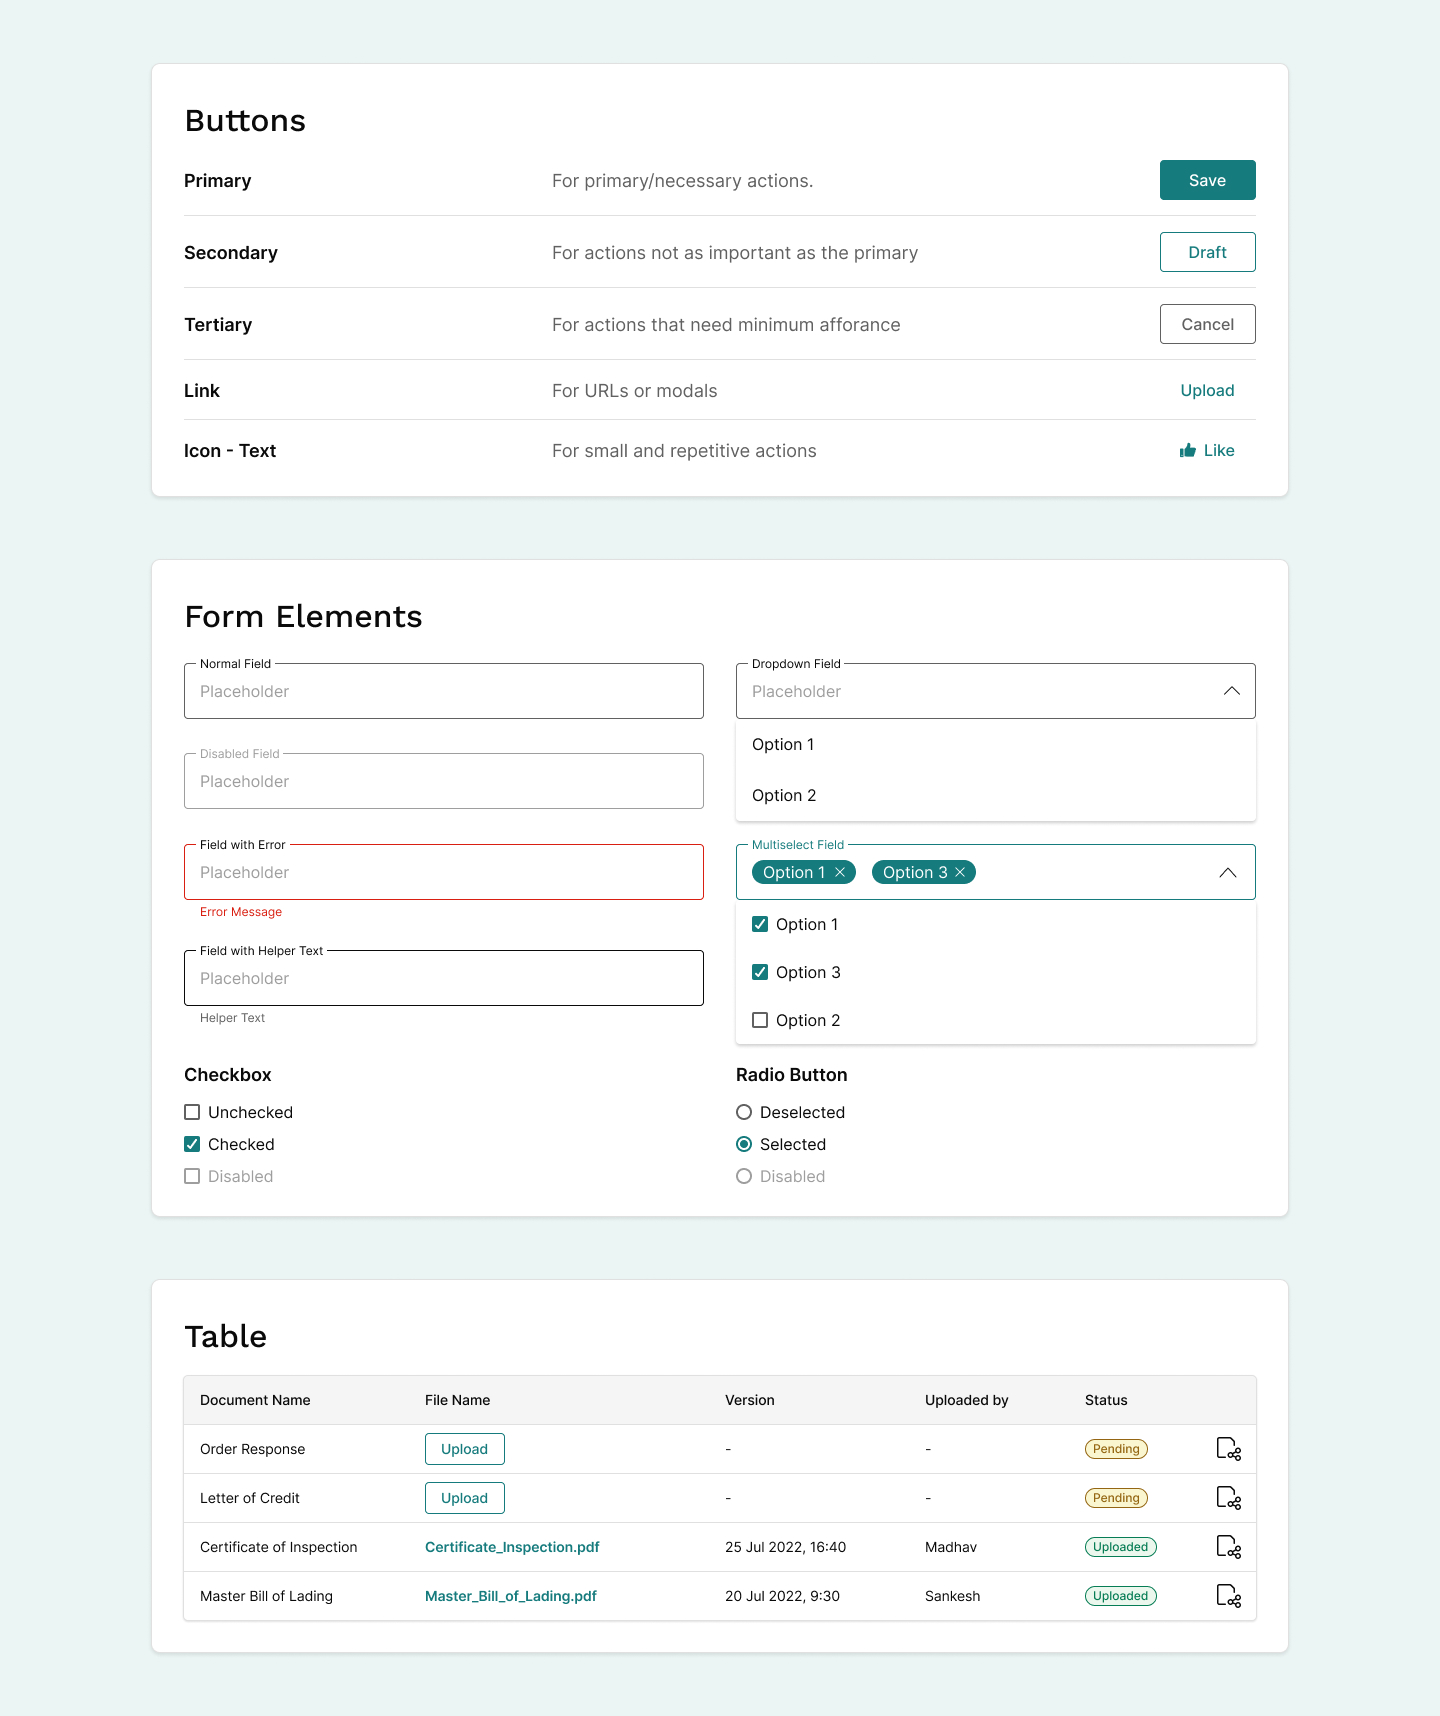 Buttons
Primary For primary/necessary actions. Save
Secondary For actions not as important as the primary Draft
Tertiary For actions that need minimum afforance Cancel
Link For URLs or modals Upload
Icon - Text For small and repetitive actions Like
Form Elements
Normal Field
Placeholder
Disabled Field
Placeholder
Field with Error
Placeholder
Error Message
Field with Helper Text
Placeholder
Helper Text
Dropdown Field
Placeholder
Option 1
Option 2
Multiselect Field
Option 1 Option 3
Option 1
Option 3
Option 2
Checkbox
Unchecked
Checked
Disabled
Radio Button
Deselected
Selected
Disabled
Table
Document Name File Name Version Uploaded by Status
Order Response Upload - - Pending
Letter of Credit Upload - - Pending
Certificate of Inspection Certificate_Inspection.pdf 25 Jul 2022, 16:40 Madhav Uploaded
Master Bill of Lading Master_Bill_of_Lading.pdf 20 Jul 2022, 9:30 Sankesh Uploaded